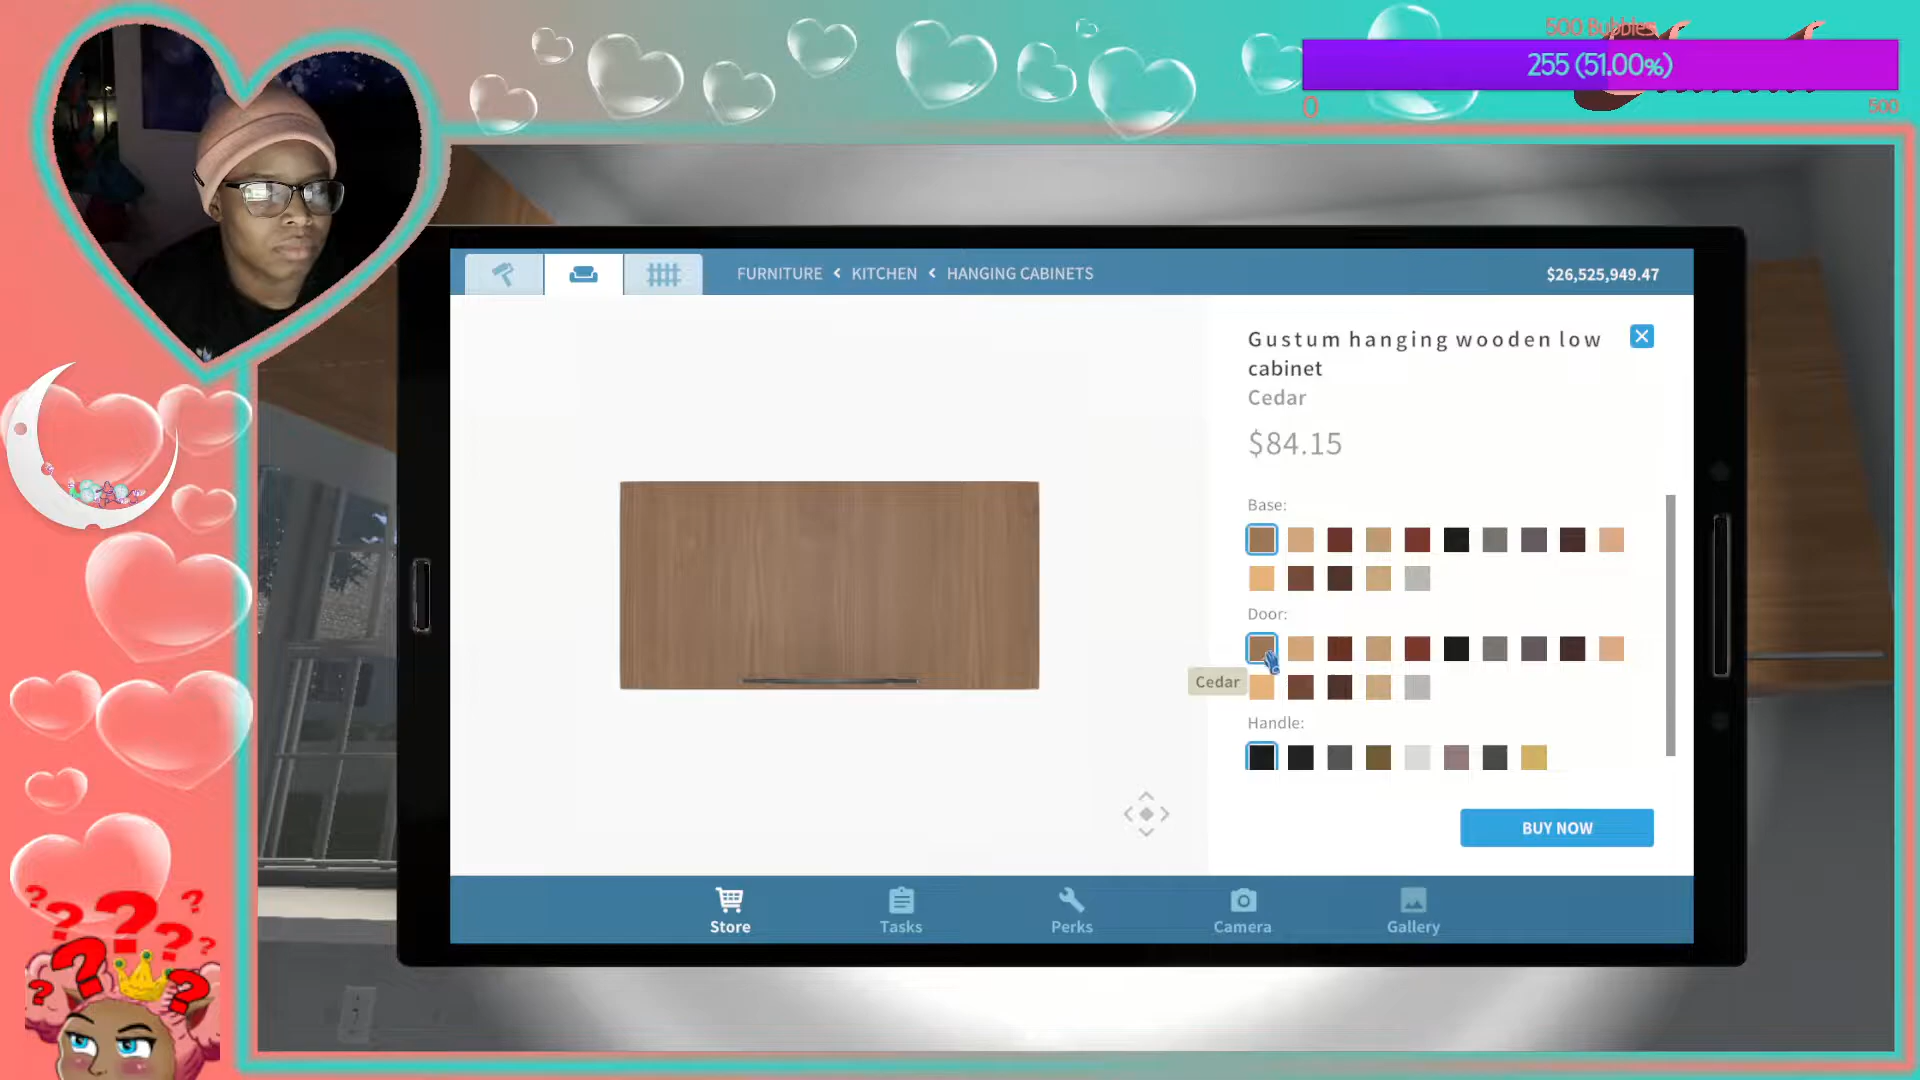 500 Bubbles
255 (51.00%)
0
500
FURNITURE < KITCHEN < HANGING CABINETS
$26,525,949.47
Gustum hanging wooden low
cabinet
Cedar
$84.15
Base:
Door:
Cedar
Handle:
BUY NOW
Store
Tasks
Perks
Camera
Gallery